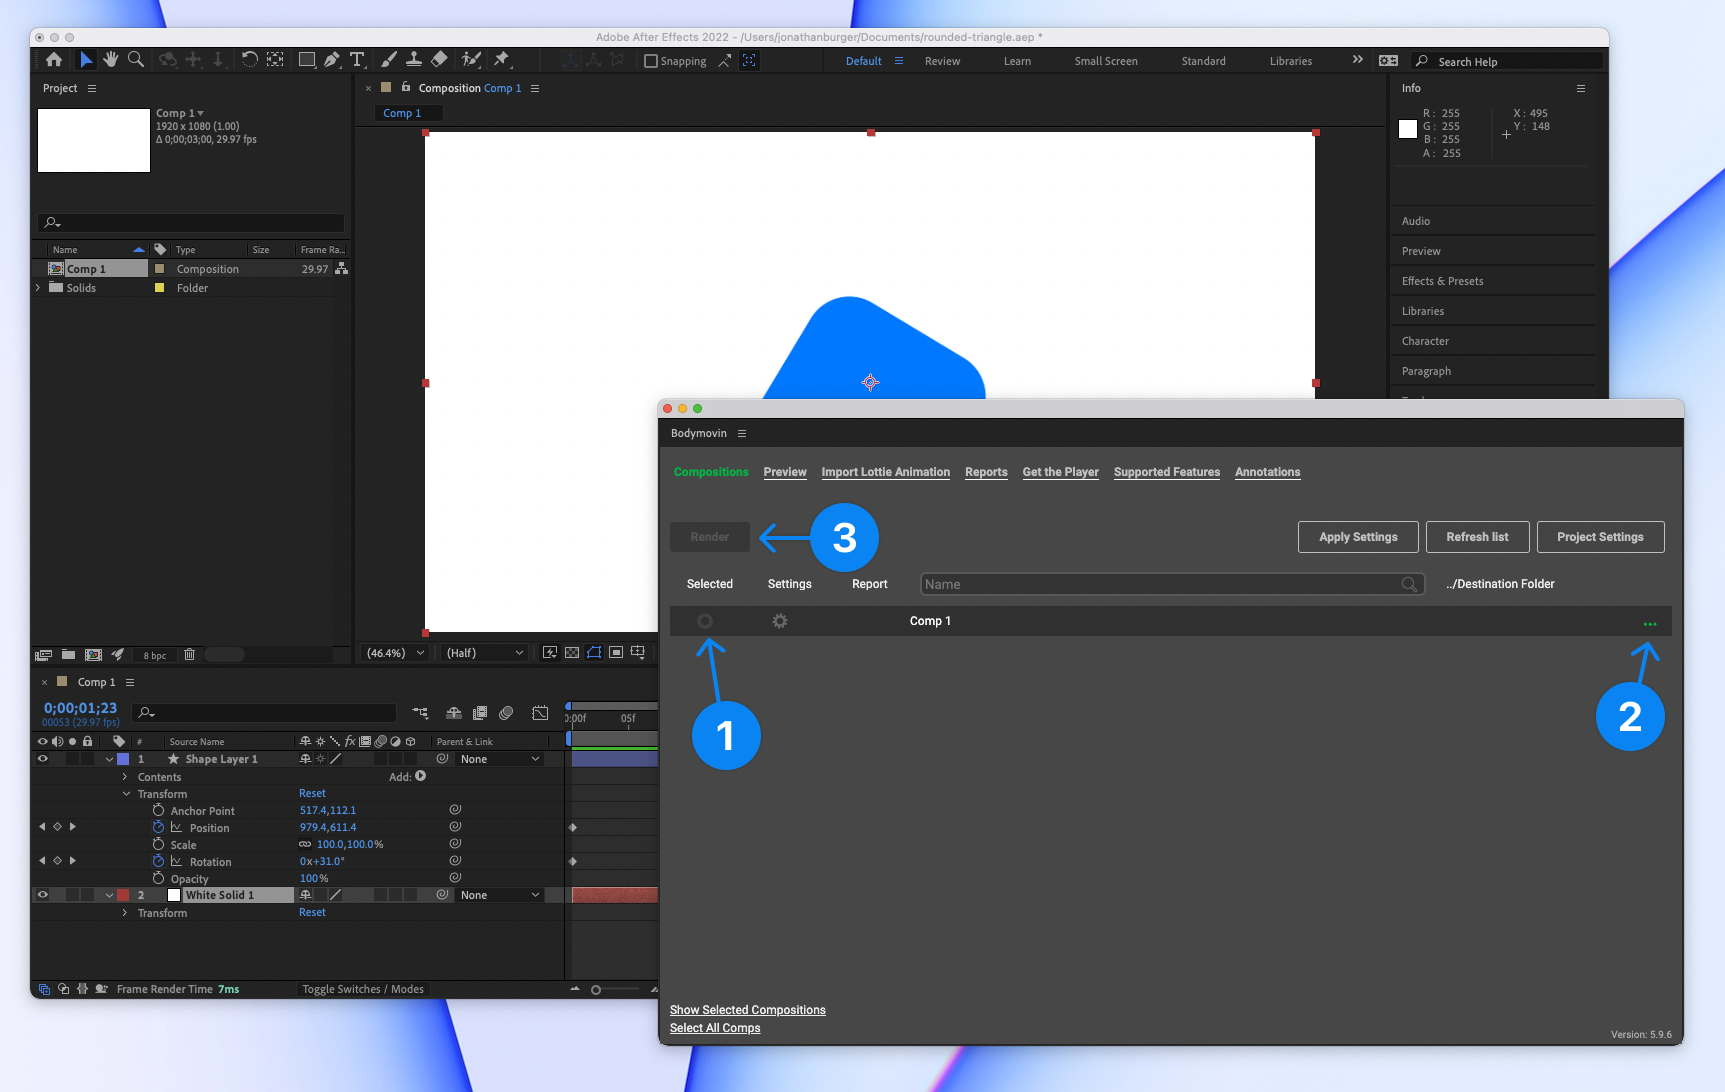 Adobe After Effects 2022 - /Users/jonathanburger/Documents/rounded-triangle.aep *
Snapping
Default
Review
Learn
Small Screen
Standard
Libraries
Search Help
Project
Comp 1
1920 x 1080 (1.00)
Δ 0;00;03;00, 29.97 fps
Name Type Size Frame Ra...
Comp 1 Composition 29.97
Solids Folder
8 bpc
Composition Comp 1
Comp 1
(46.4%) (Half)
Info
R : 255
G : 255
B : 255
A : 255
X : 495
Y : 148
Audio
Preview
Effects & Presets
Libraries
Character
Paragraph
Comp 1
0;00;01;23
00053 (29.97 fps)
0:00f 05f
# Source Name fx Parent & Link
1 Shape Layer 1 None
Contents Add:
Transform Reset
Anchor Point 517.4,112.1
Position 979.4,611.4
Scale 100.0,100.0%
Rotation 0x+31.0°
Opacity 100%
2 White Solid 1 None
Transform Reset
Frame Render Time 7ms
Toggle Switches / Modes
Bodymovin
Compositions Preview Import Lottie Animation Reports Get the Player Supported Features Annotations
Render
3
Apply Settings Refresh list Project Settings
Selected Settings Report Name ../Destination Folder
Comp 1
...
1
2
Show Selected Compositions
Select All Comps
Version: 5.9.6